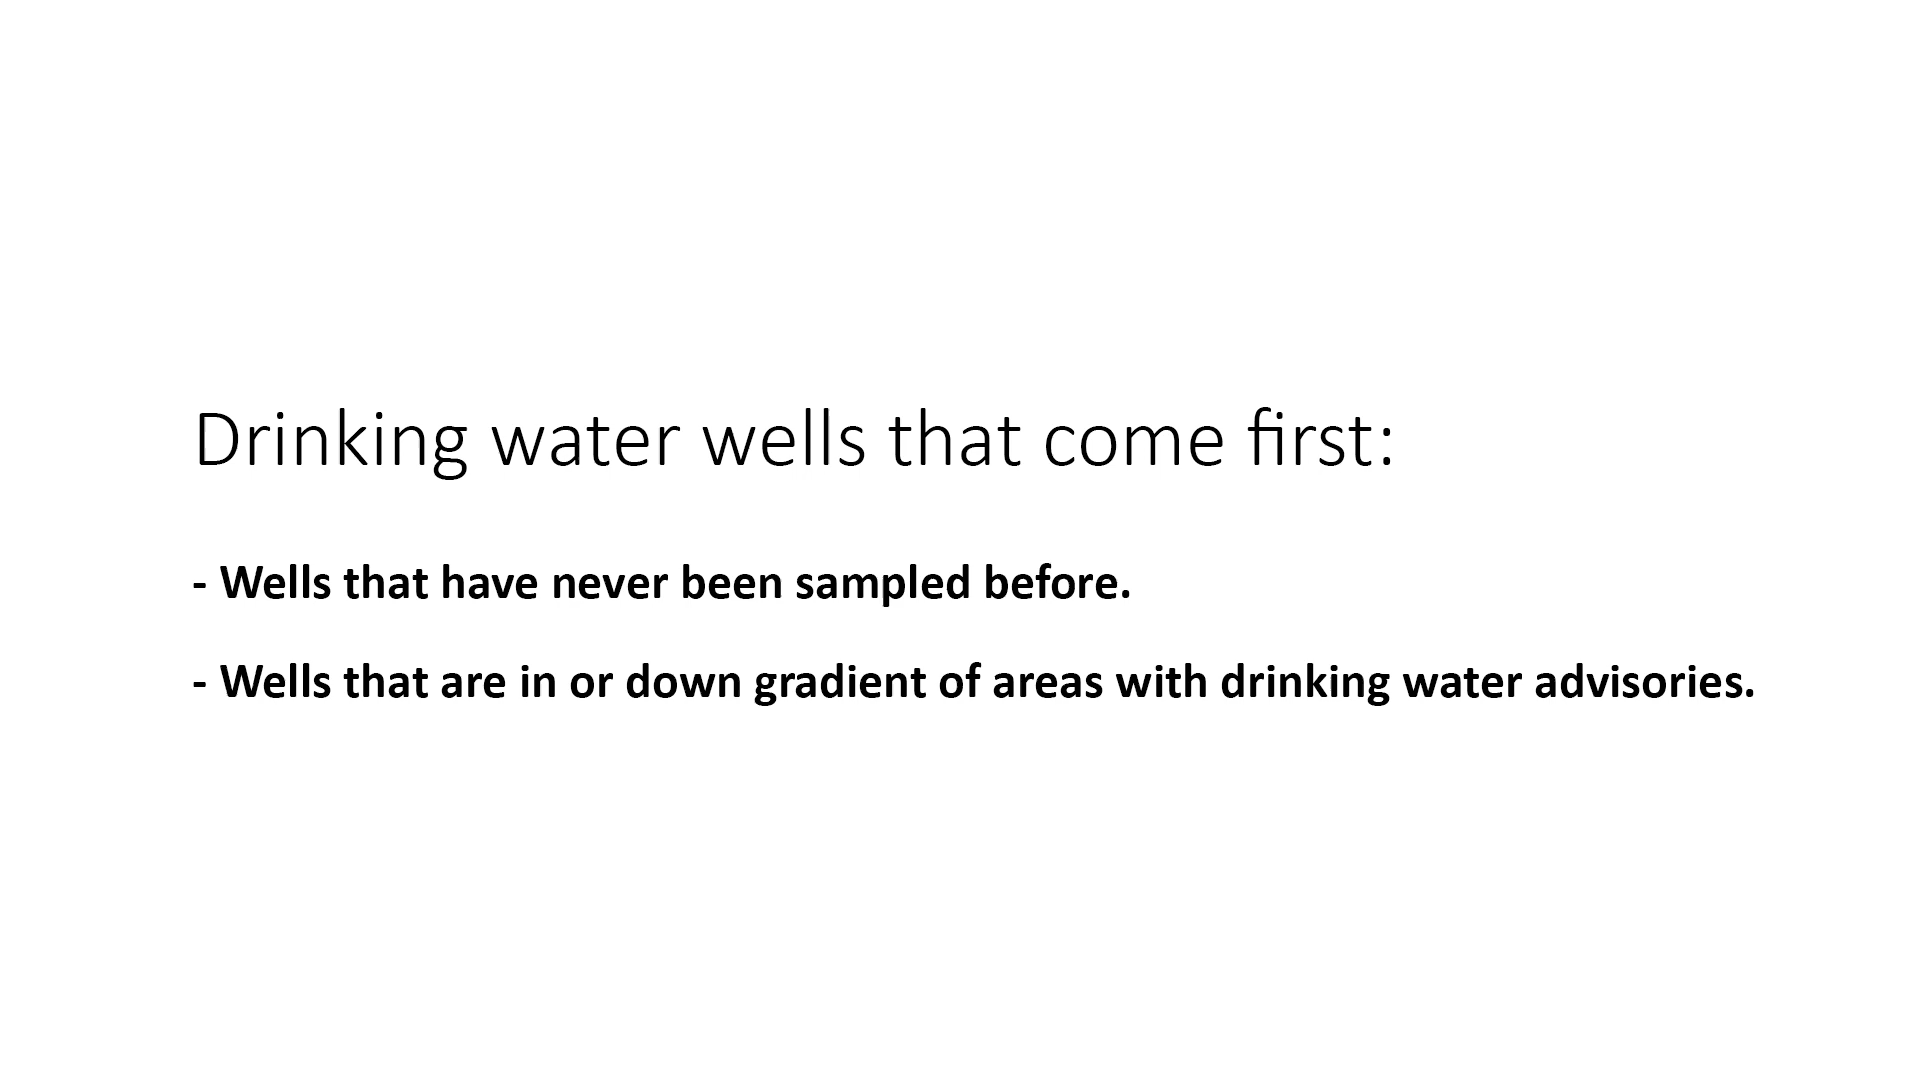 Drinking water wells that come first:
- Wells that have never been sampled before.
- Wells that are in or down gradient of areas with drinking water advisories.